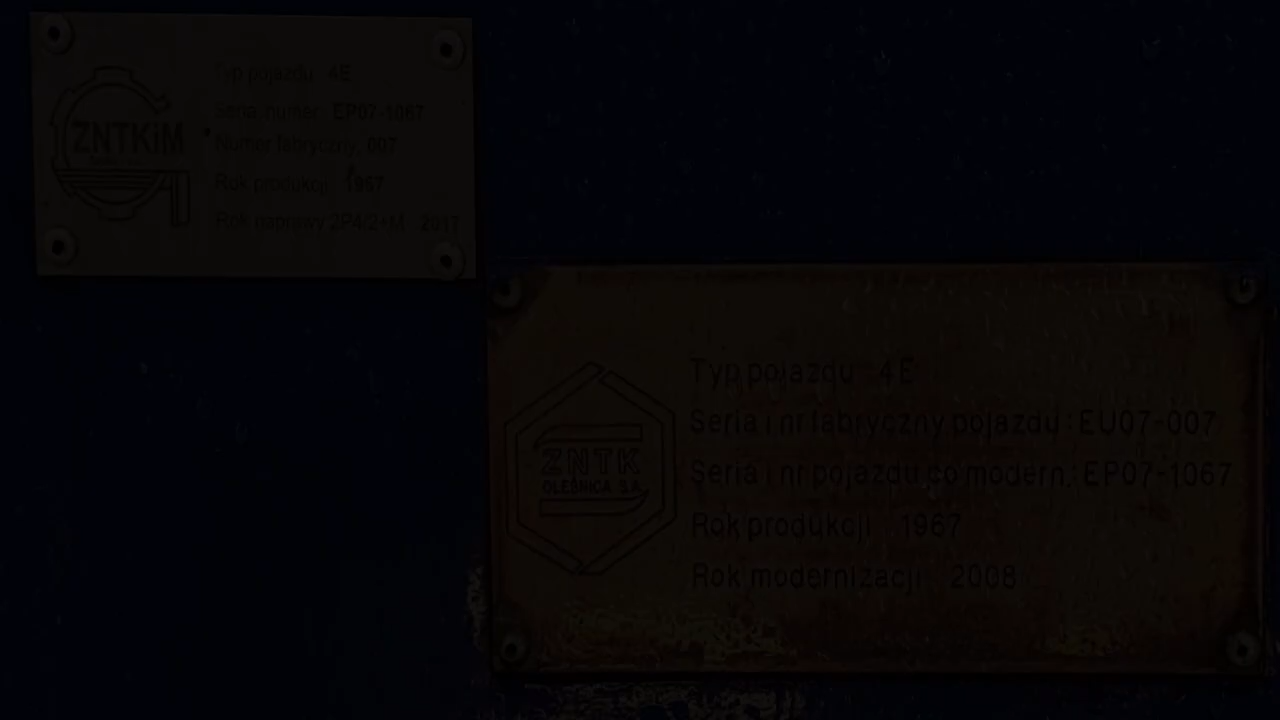 ZNTKiM
Typ pojazdu 4E
Seria numer: EP07-1067
Numer fabryczny: 007
Rok produkcji 1967
Rok naprawy 2P4/2+M 2017
ZNTK
OLEŚNICA S.A.
Typ pojazdu 4E
Seria i nr fabryczny pojazdu: EU07-007
Seria i nr pojazdu co modern.: EP07-1067
Rok produkcji 1967
Rok modernizacji 2008